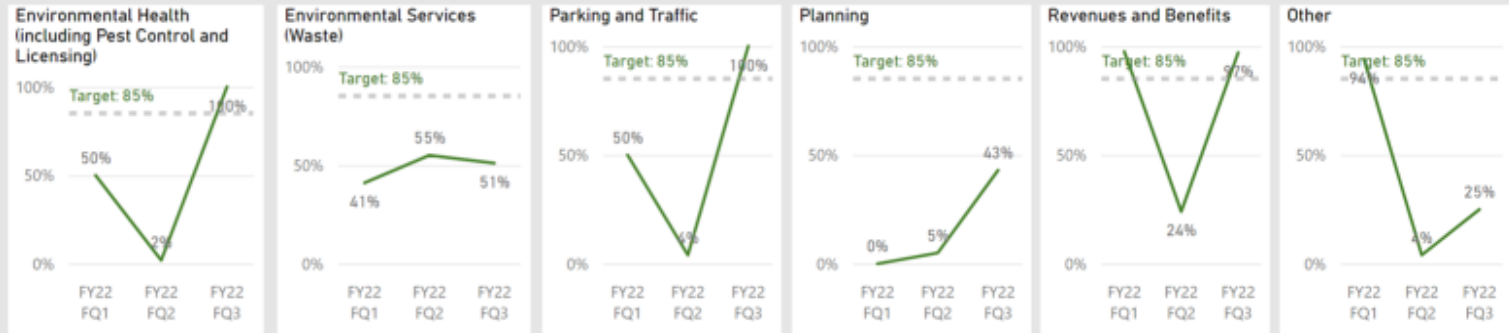 Environmental Health
(including Pest Control and
Licensing)
100%
Target: 85%
100%
50%
50%
2%
0%
FY22 FY22 FY22
FQ1 FQ2 FQ3
Environmental Services
(Waste)
100%
Target: 85%
55%
50%
41%
51%
0%
FY22 FY22 FY22
FQ1 FQ2 FQ3
Parking and Traffic
100%
Target: 85%
100%
50%
50%
4%
0%
FY22 FY22 FY22
FQ1 FQ2 FQ3
Planning
100%
Target: 85%
50%
43%
0%
5%
0%
FY22 FY22 FY22
FQ1 FQ2 FQ3
Revenues and Benefits
100%
Target: 85%
97%
50%
24%
0%
FY22 FY22 FY22
FQ1 FQ2 FQ3
Other
100%
Target: 85%
94%
50%
25%
4%
0%
FY22 FY22 FY22
FQ1 FQ2 FQ3